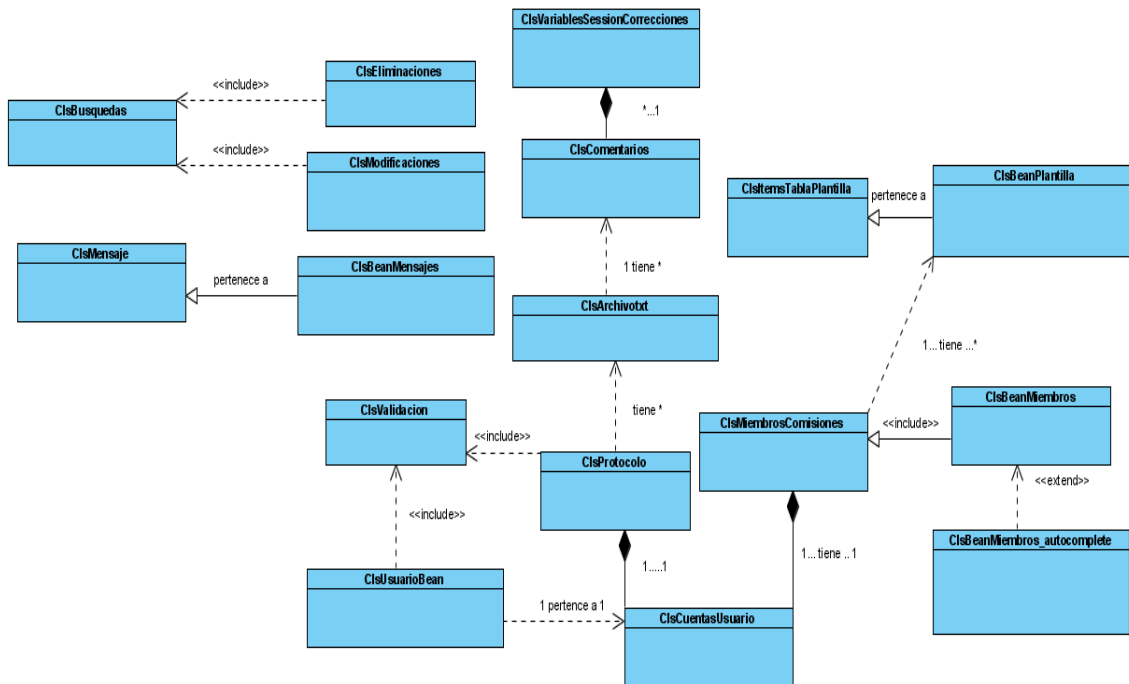 ClsVariablesSessionCorrecciones
ClsEliminaciones
<<include>>
ClsBusquedas
*...1
ClsComentarios
<<include>>
ClsModificaciones
ClsBeanPlantilla
ClsItemsTablaPlantilla
pertenece a
ClsMensaje
ClsBeanMensajes
pertenece a
1 tiene *
ClsArchivotxt
1... tiene ...*
ClsBeanMiembros
ClsValidacion
tiene *
ClsMiembrosComisiones
<<include>>
<<include>>
ClsProtocolo
<<extend>>
<<include>>
ClsBeanMiembros_autocomplete
1.....1
1... tiene .. 1
ClsUsuarioBean
1 pertence a 1
ClsCuentasUsuario